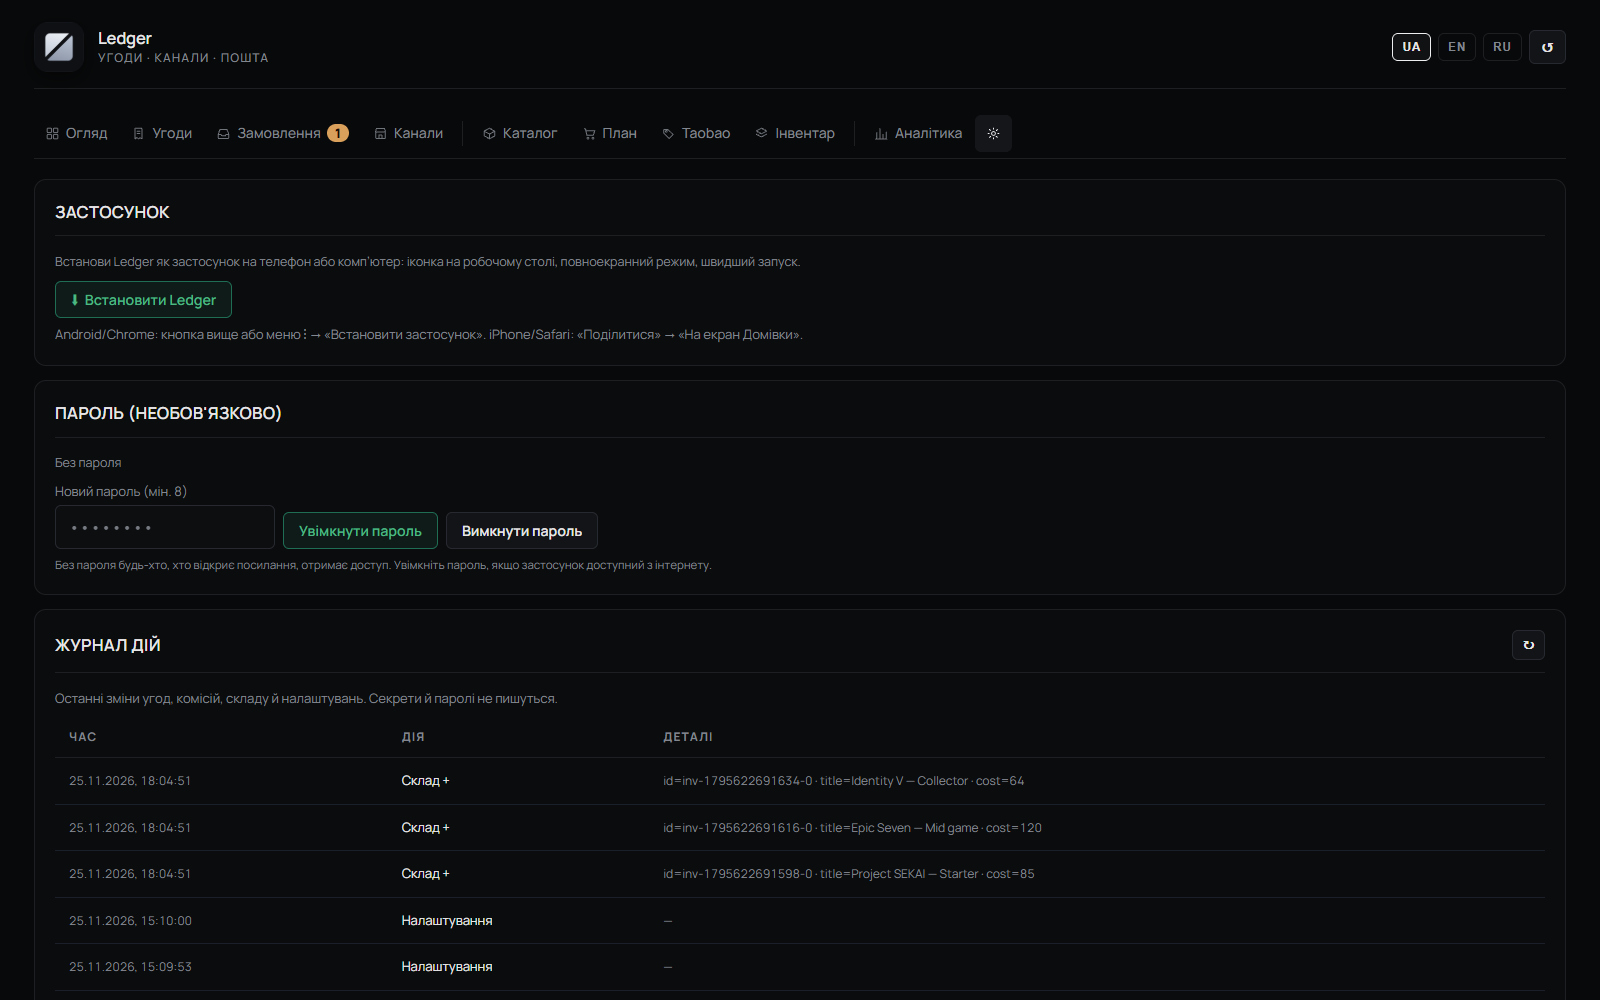 Ledger
УГОДИ · КАНАЛИ · ПОШТА
UA EN RU ↺
Огляд Угоди Замовлення 1 Канали Каталог План Taobao Інвентар Аналітика
ЗАСТОСУНОК
Встанови Ledger як застосунок на телефон або комп'ютер: іконка на робочому столі, повноекранний режим, швидший запуск.
⬇ Встановити Ledger
Android/Chrome: кнопка вище або меню ⋮ → «Встановити застосунок». iPhone/Safari: «Поділитися» → «На екран Домівки».
ПАРОЛЬ (НЕОБОВ'ЯЗКОВО)
Без пароля
Новий пароль (мін. 8)
•••••••• Увімкнути пароль Вимкнути пароль
Без пароля будь-хто, хто відкриє посилання, отримає доступ. Увімкніть пароль, якщо застосунок доступний з інтернету.
ЖУРНАЛ ДІЙ ↻
Останні зміни угод, комісій, складу й налаштувань. Секрети й паролі не пишуться.
ЧАС ДІЯ ДЕТАЛІ
25.11.2026, 18:04:51 Склад + id=inv-1795622691634-0 · title=Identity V — Collector · cost=64
25.11.2026, 18:04:51 Склад + id=inv-1795622691616-0 · title=Epic Seven — Mid game · cost=120
25.11.2026, 18:04:51 Склад + id=inv-1795622691598-0 · title=Project SEKAI — Starter · cost=85
25.11.2026, 15:10:00 Налаштування —
25.11.2026, 15:09:53 Налаштування —